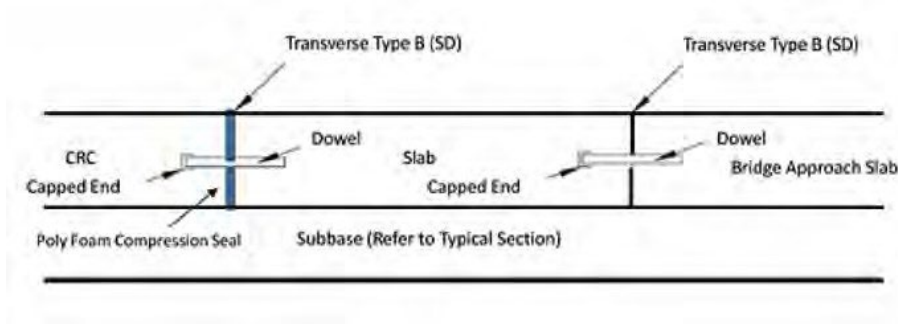 Transverse Type B (SD)
Transverse Type B (SD)
Dowel
Dowel
CRC
Slab
Bridge Approach Slab
Capped End
Capped End
Poly Foam Compression Seal
Subbase (Refer to Typical Section)